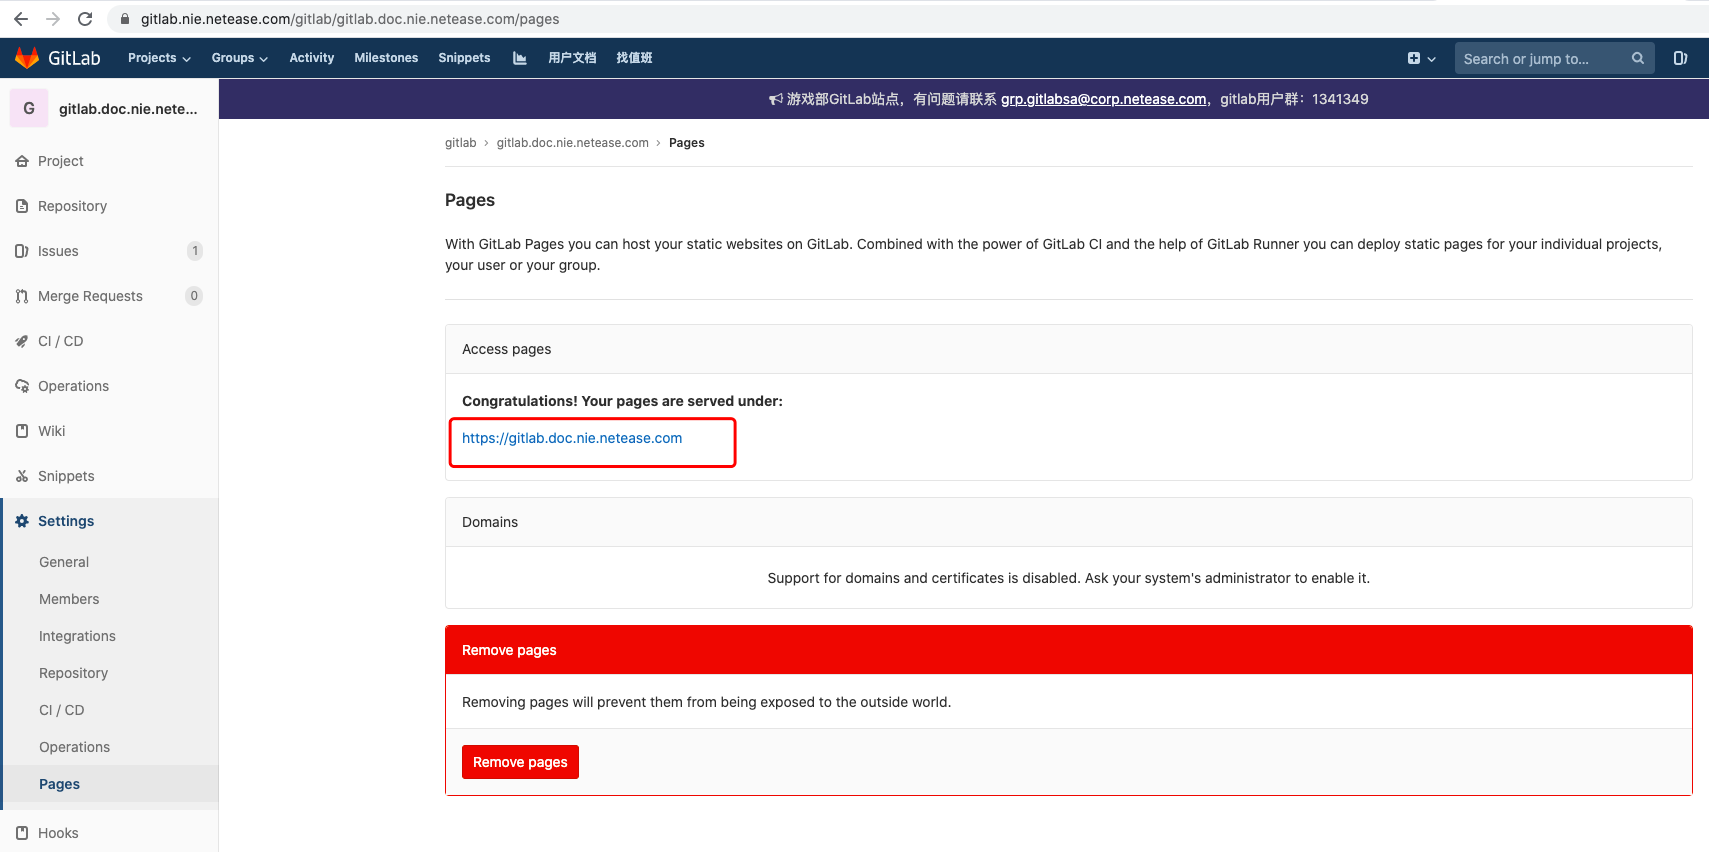 gitlab.nie.netease.com/gitlab/gitlab.doc.nie.netease.com/pages
GitLab Projects Groups Activity Milestones Snippets 用户文档 找值班 Search or jump to...
G gitlab.doc.nie.nete...
游戏部GitLab站点，有问题请联系 grp.gitlabsa@corp.netease.com，gitlab用户群：1341349
Project
Repository
Issues 1
Merge Requests 0
CI / CD
Operations
Wiki
Snippets
Settings
General
Members
Integrations
Repository
CI / CD
Operations
Pages
Hooks
gitlab › gitlab.doc.nie.netease.com › Pages
Pages
With GitLab Pages you can host your static websites on GitLab. Combined with the power of GitLab CI and the help of GitLab Runner you can deploy static pages for your individual projects,
your user or your group.
Access pages
Congratulations! Your pages are served under:
https://gitlab.doc.nie.netease.com
Domains
Support for domains and certificates is disabled. Ask your system's administrator to enable it.
Remove pages
Removing pages will prevent them from being exposed to the outside world.
Remove pages